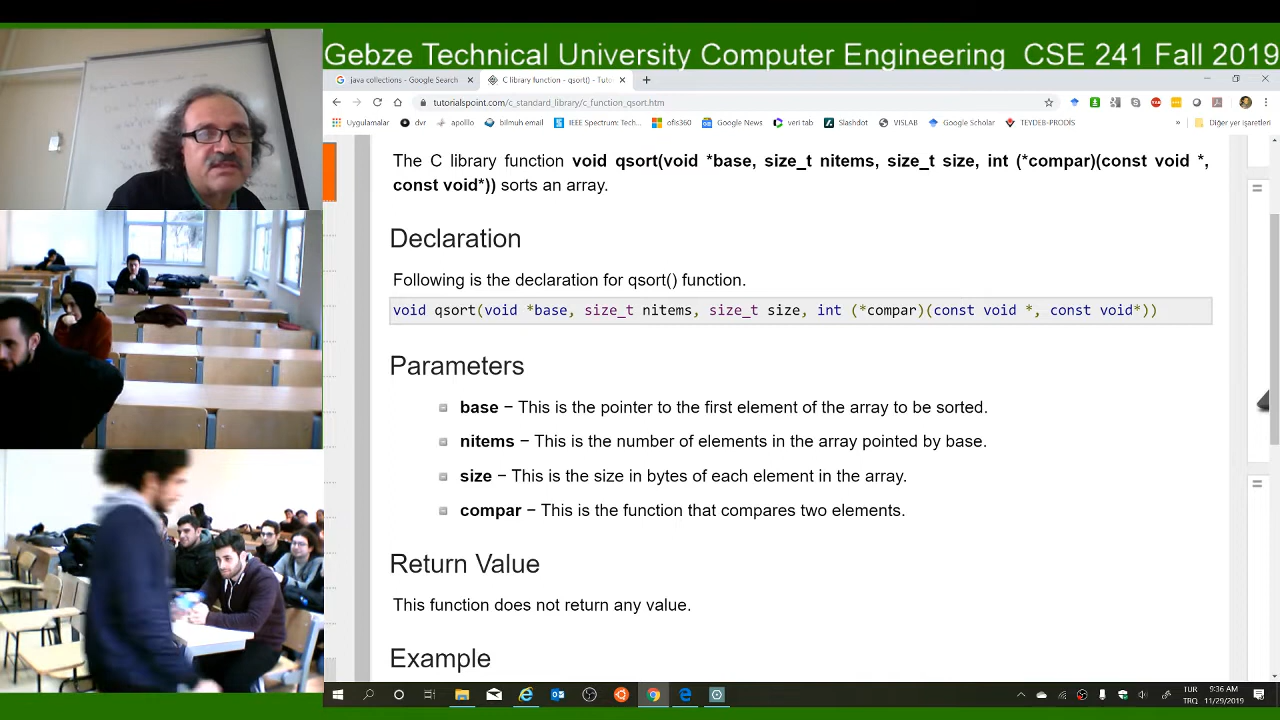 Gebze Technical University Computer Engineering CSE 241 Fall 2019
java collections - Google Search
C library function - qsort() - Tuto
tutorialspoint.com/c_standard_library/c_function_qsort.htm
Uygulamalar
dvr
apolllo
bilmuh email
IEEE Spectrum: Tech...
ofis360
Google News
veri tab
Slashdot
VISLAB
Google Scholar
TEYDEB-PRODİS
»
Diğer yer işaretleri
The C library function void qsort(void *base, size_t nitems, size_t size, int (*compar)(const void *,
const void*)) sorts an array.
Declaration
Following is the declaration for qsort() function.
void qsort(void *base, size_t nitems, size_t size, int (*compar)(const void *, const void*))
Parameters
base − This is the pointer to the first element of the array to be sorted.
nitems − This is the number of elements in the array pointed by base.
size − This is the size in bytes of each element in the array.
compar − This is the function that compares two elements.
Return Value
This function does not return any value.
Example
TUR
TRQ
9:36 AM
11/29/2019